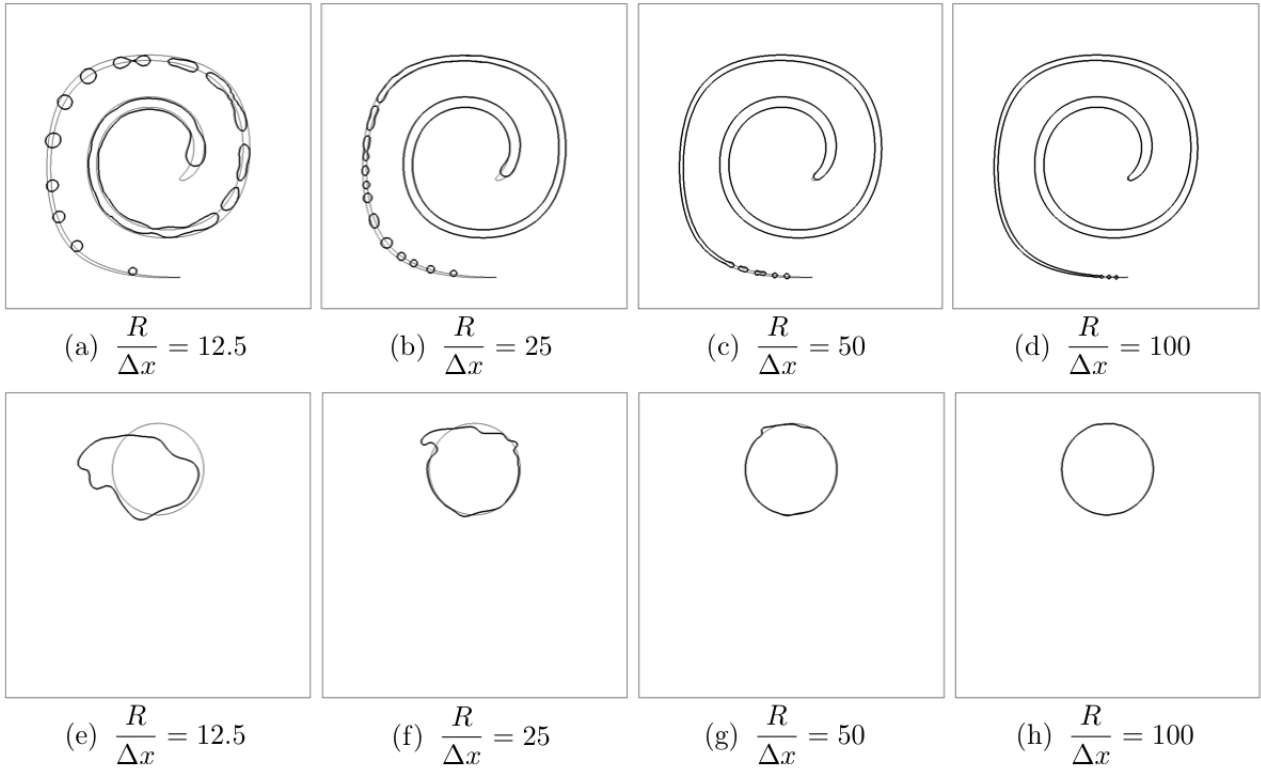 (a) R/Δx = 12.5
(b) R/Δx = 25
(c) R/Δx = 50
(d) R/Δx = 100
(e) R/Δx = 12.5
(f) R/Δx = 25
(g) R/Δx = 50
(h) R/Δx = 100